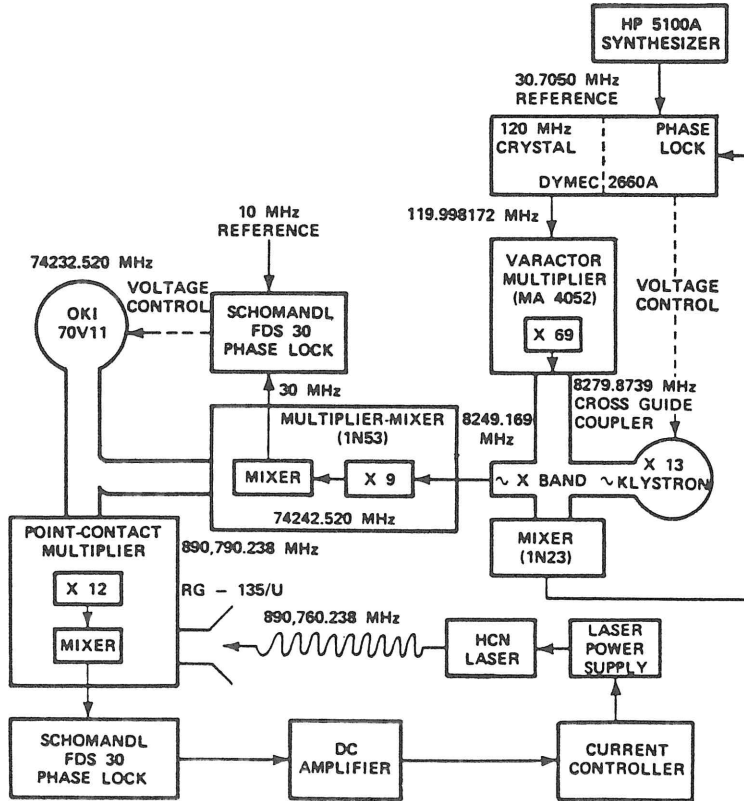 HP 5100A
SYNTHESIZER
30.7050 MHz
REFERENCE
120 MHz
CRYSTAL
PHASE
LOCK
DYMEC 2660A
119.998172 MHz
10 MHz
REFERENCE
74232.520 MHz
VOLTAGE
CONTROL
OKI
70V11
SCHOMANDL
FDS 30
PHASE LOCK
VARACTOR
MULTIPLIER
(MA 4052)
X 69
VOLTAGE
CONTROL
30 MHz
8279.8739 MHz
CROSS GUIDE
COUPLER
MULTIPLIER-MIXER
(1N53)
8249.169
MHz
MIXER
X 9
~ X BAND
~ X 13
KLYSTRON
74242.520 MHz
POINT-CONTACT
MULTIPLIER
890,790.238 MHz
MIXER
(1N23)
X 12
RG – 135/U
MIXER
890,760.238 MHz
HCN
LASER
LASER
POWER
SUPPLY
SCHOMANDL
FDS 30
PHASE LOCK
DC
AMPLIFIER
CURRENT
CONTROLLER